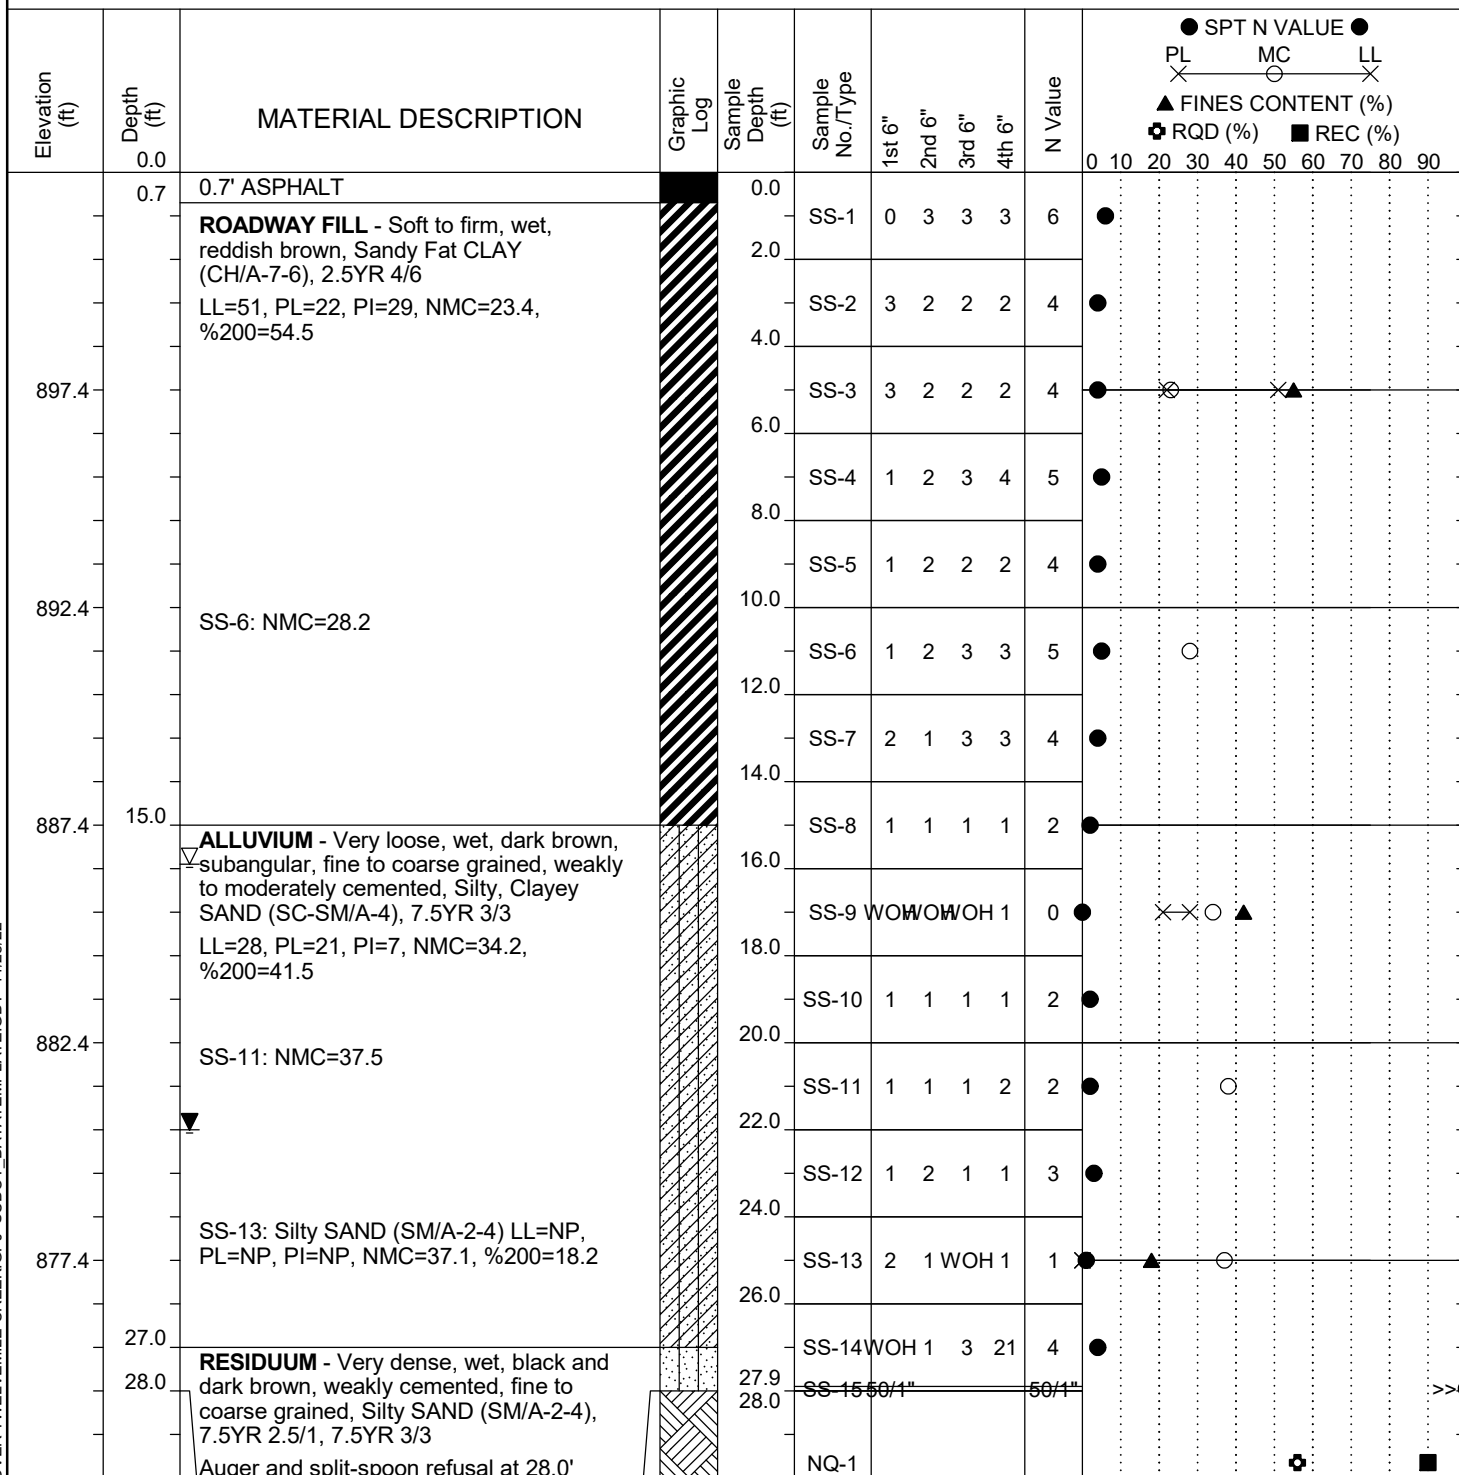 SPT N VALUE
PL MC LL
FINES CONTENT (%)
RQD (%) REC (%)
Elevation (ft)
Depth (ft)
MATERIAL DESCRIPTION
Graphic Log
Sample Depth (ft)
Sample No./Type
1st 6"
2nd 6"
3rd 6"
4th 6"
N Value
0.0
0 10 20 30 40 50 60 70 80 90
0.7 0.7' ASPHALT 0.0
ROADWAY FILL - Soft to firm, wet,
reddish brown, Sandy Fat CLAY
(CH/A-7-6), 2.5YR 4/6
LL=51, PL=22, PI=29, NMC=23.4,
%200=54.5
SS-1 0 3 3 3 6
2.0
SS-2 3 2 2 2 4
4.0
897.4 SS-3 3 2 2 2 4
6.0
SS-4 1 2 3 4 5
8.0
SS-5 1 2 2 2 4
10.0
892.4
SS-6: NMC=28.2
SS-6 1 2 3 3 5
12.0
SS-7 2 1 3 3 4
14.0
15.0
887.4 SS-8 1 1 1 1 2
ALLUVIUM - Very loose, wet, dark brown,
subangular, fine to coarse grained, weakly
to moderately cemented, Silty, Clayey
SAND (SC-SM/A-4), 7.5YR 3/3
LL=28, PL=21, PI=7, NMC=34.2,
%200=41.5
16.0
SS-9 WOH WOH WOH 1 0
18.0
SS-10 1 1 1 1 2
20.0
882.4
SS-11: NMC=37.5
SS-11 1 1 1 2 2
22.0
SS-12 1 2 1 1 3
24.0
SS-13: Silty SAND (SM/A-2-4) LL=NP,
PL=NP, PI=NP, NMC=37.1, %200=18.2
877.4 SS-13 2 1 WOH 1 1
26.0
27.0
SS-14 WOH 1 3 21 4
RESIDUUM - Very dense, wet, black and
dark brown, weakly cemented, fine to
coarse grained, Silty SAND (SM/A-2-4),
7.5YR 2.5/1, 7.5YR 3/3
27.9
28.0 SS-15 50/1" 50/1" >>
28.0
Auger and split-spoon refusal at 28.0'
NQ-1